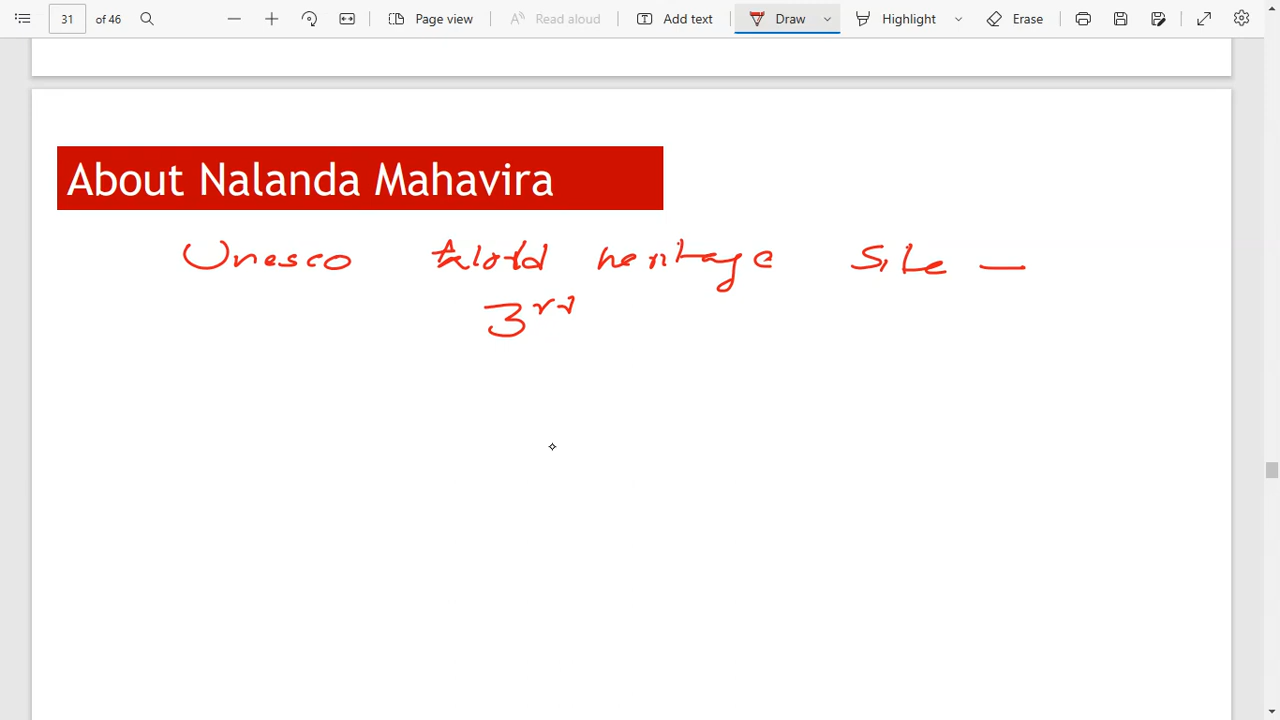 31 of 46 Page view Read aloud Add text Draw Highlight Erase
About Nalanda Mahavira
Unesco world heritage Site —
3rd